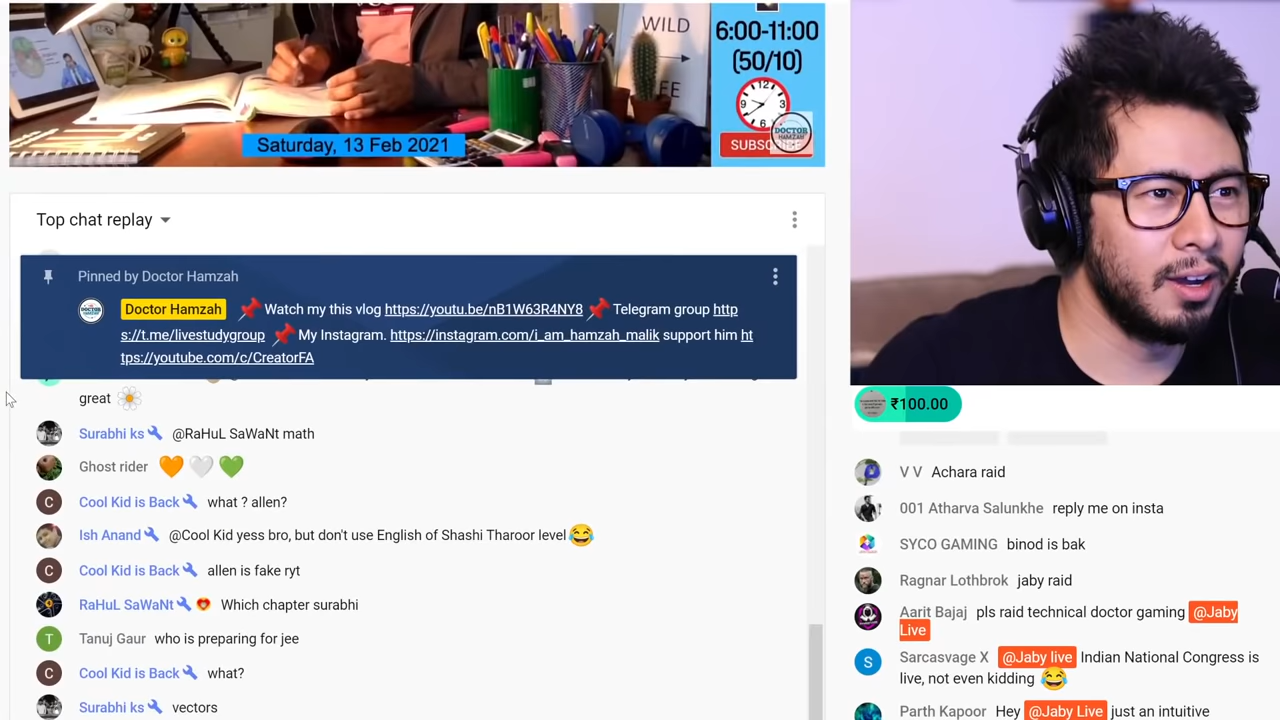 WILD
6:00-11:00
(50/10)
Saturday, 13 Feb 2021
DOCTOR
HAMZAH
Top chat replay
Pinned by Doctor Hamzah
Doctor Hamzah 📌 Watch my this vlog https://youtu.be/nB1W63R4NY8 📌 Telegram group http
s://t.me/livestudygroup 📌 My Instagram. https://instagram.com/i_am_hamzah_malik support him ht
tps://youtube.com/c/CreatorFA
great 🌼
Surabhi ks 🔧 @RaHuL SaWaNt math
Ghost rider 🧡 🤍 💚
C Cool Kid is Back 🔧 what ? allen?
Ish Anand 🔧 @Cool Kid yess bro, but don't use English of Shashi Tharoor level 😂
C Cool Kid is Back 🔧 allen is fake ryt
RaHuL SaWaNt 🔧 Which chapter surabhi
T Tanuj Gaur who is preparing for jee
C Cool Kid is Back 🔧 what?
Surabhi ks 🔧 vectors
₹100.00
V V Achara raid
001 Atharva Salunkhe reply me on insta
SYCO GAMING binod is bak
Ragnar Lothbrok jaby raid
Aarit Bajaj pls raid technical doctor gaming @Jaby
Live
S Sarcasvage X @Jaby live Indian National Congress is
live, not even kidding 😂
Parth Kapoor Hey @Jaby Live just an intuitive